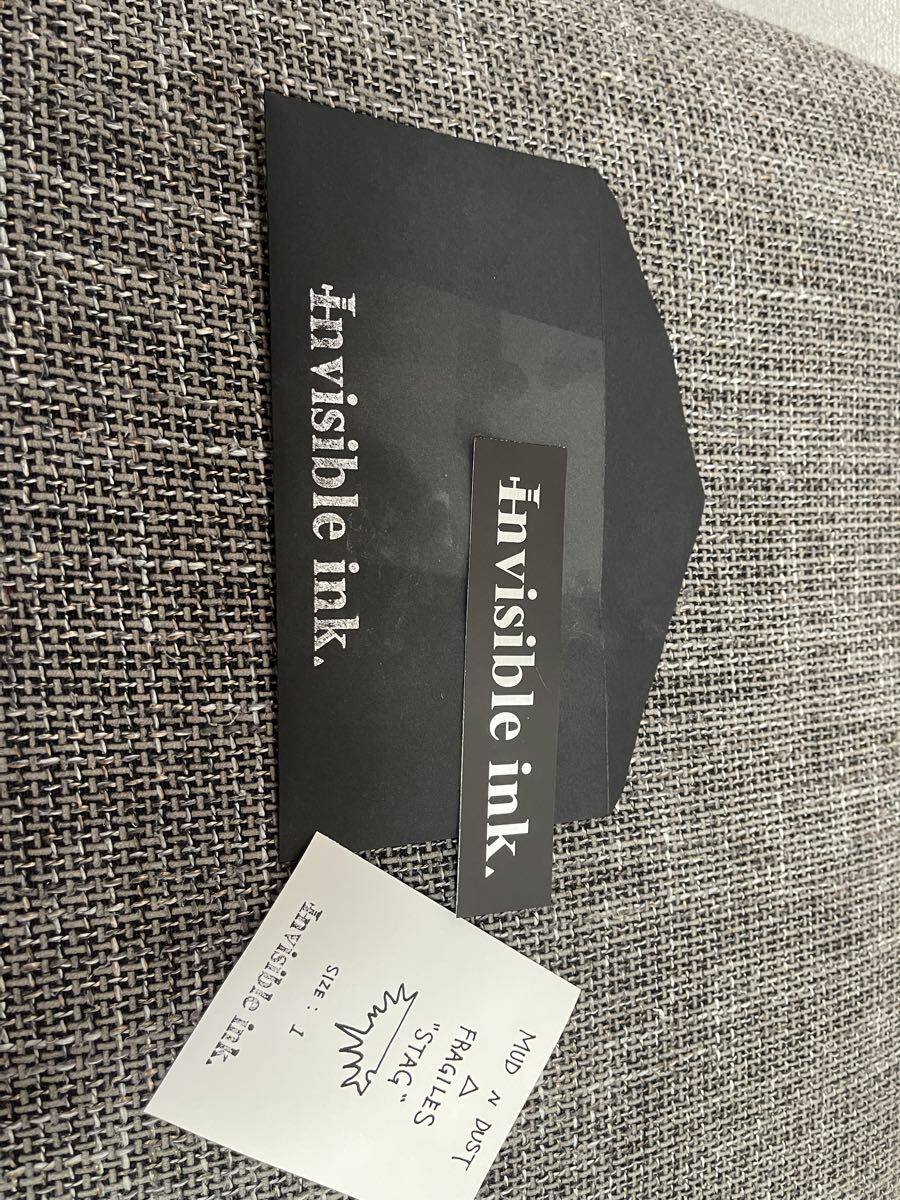 Invisible ink.
Invisible ink.
MUD N DUST
△
FRAGILES
"STAG"
SIZE : I
Invisible ink.